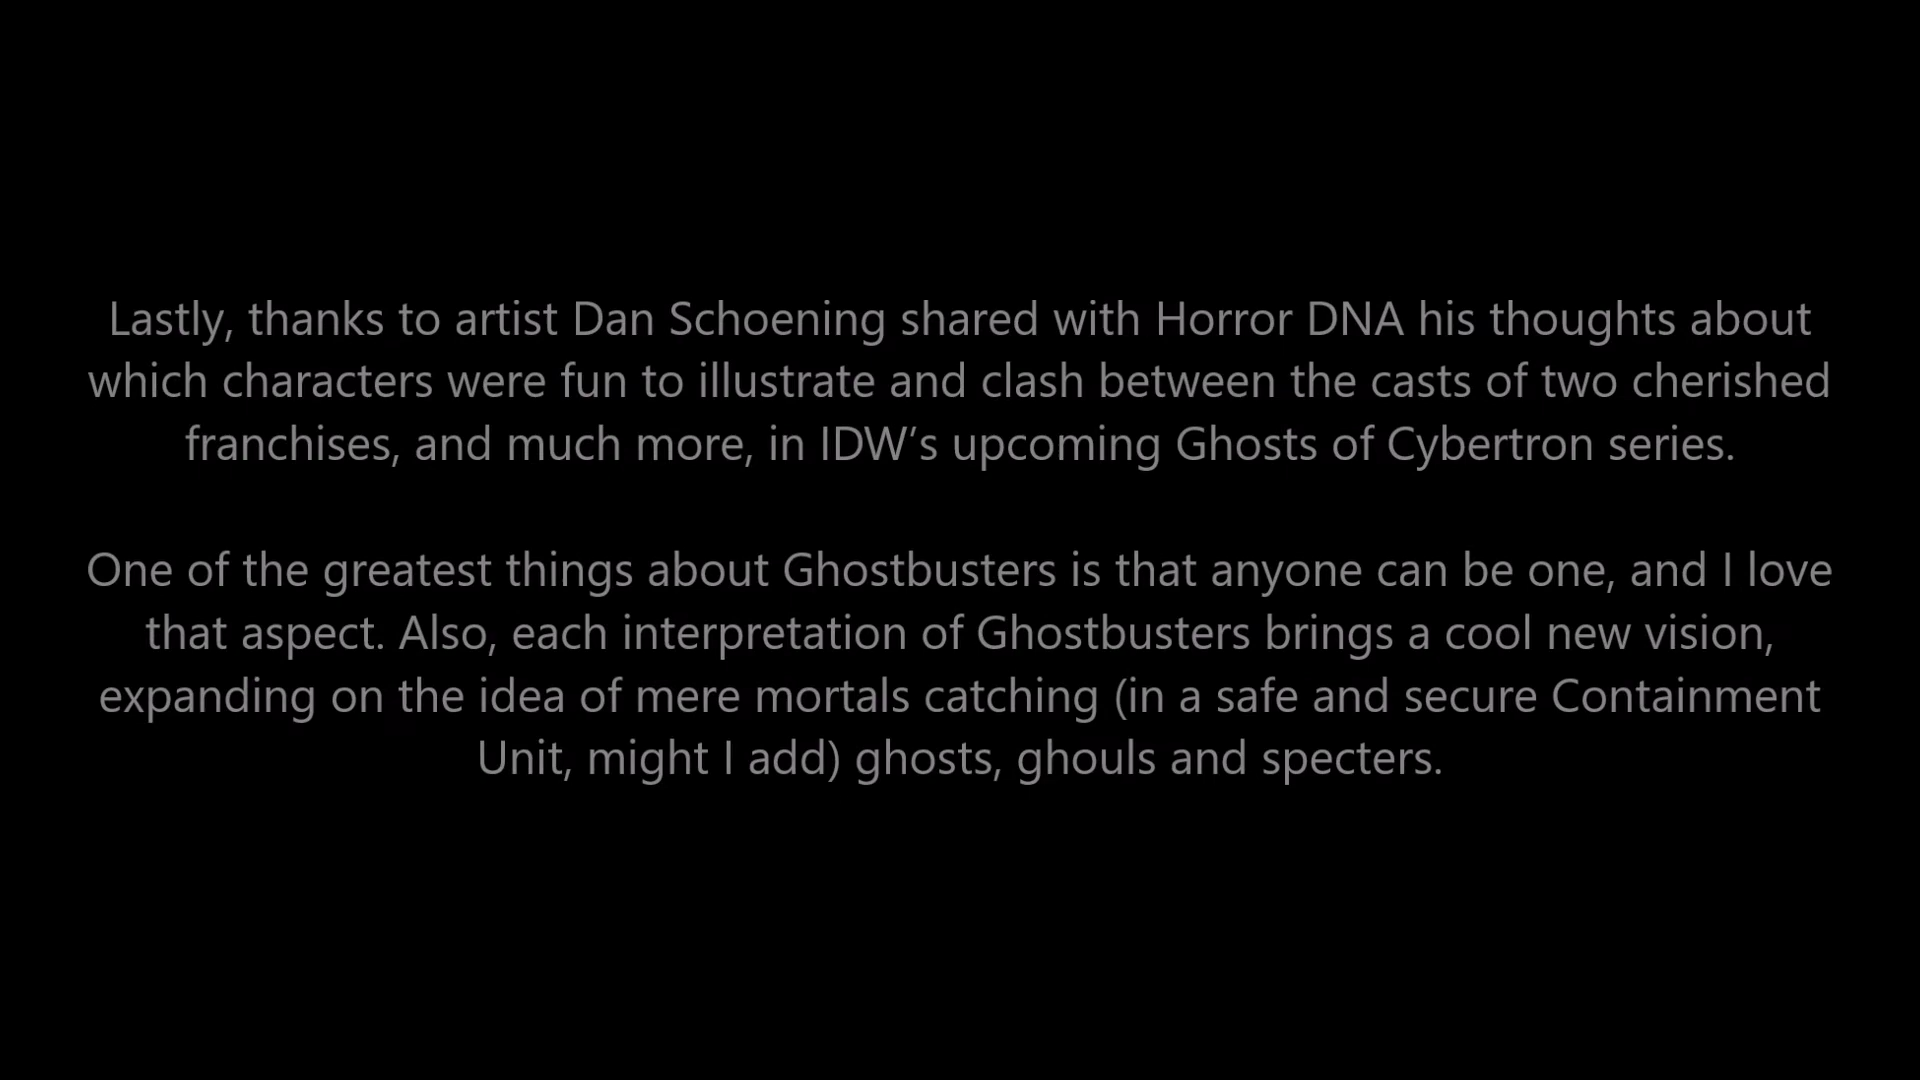 Lastly, thanks to artist Dan Schoening shared with Horror DNA his thoughts about
which characters were fun to illustrate and clash between the casts of two cherished
franchises, and much more, in IDW’s upcoming Ghosts of Cybertron series.
One of the greatest things about Ghostbusters is that anyone can be one, and I love
that aspect. Also, each interpretation of Ghostbusters brings a cool new vision,
expanding on the idea of mere mortals catching (in a safe and secure Containment
Unit, might I add) ghosts, ghouls and specters.